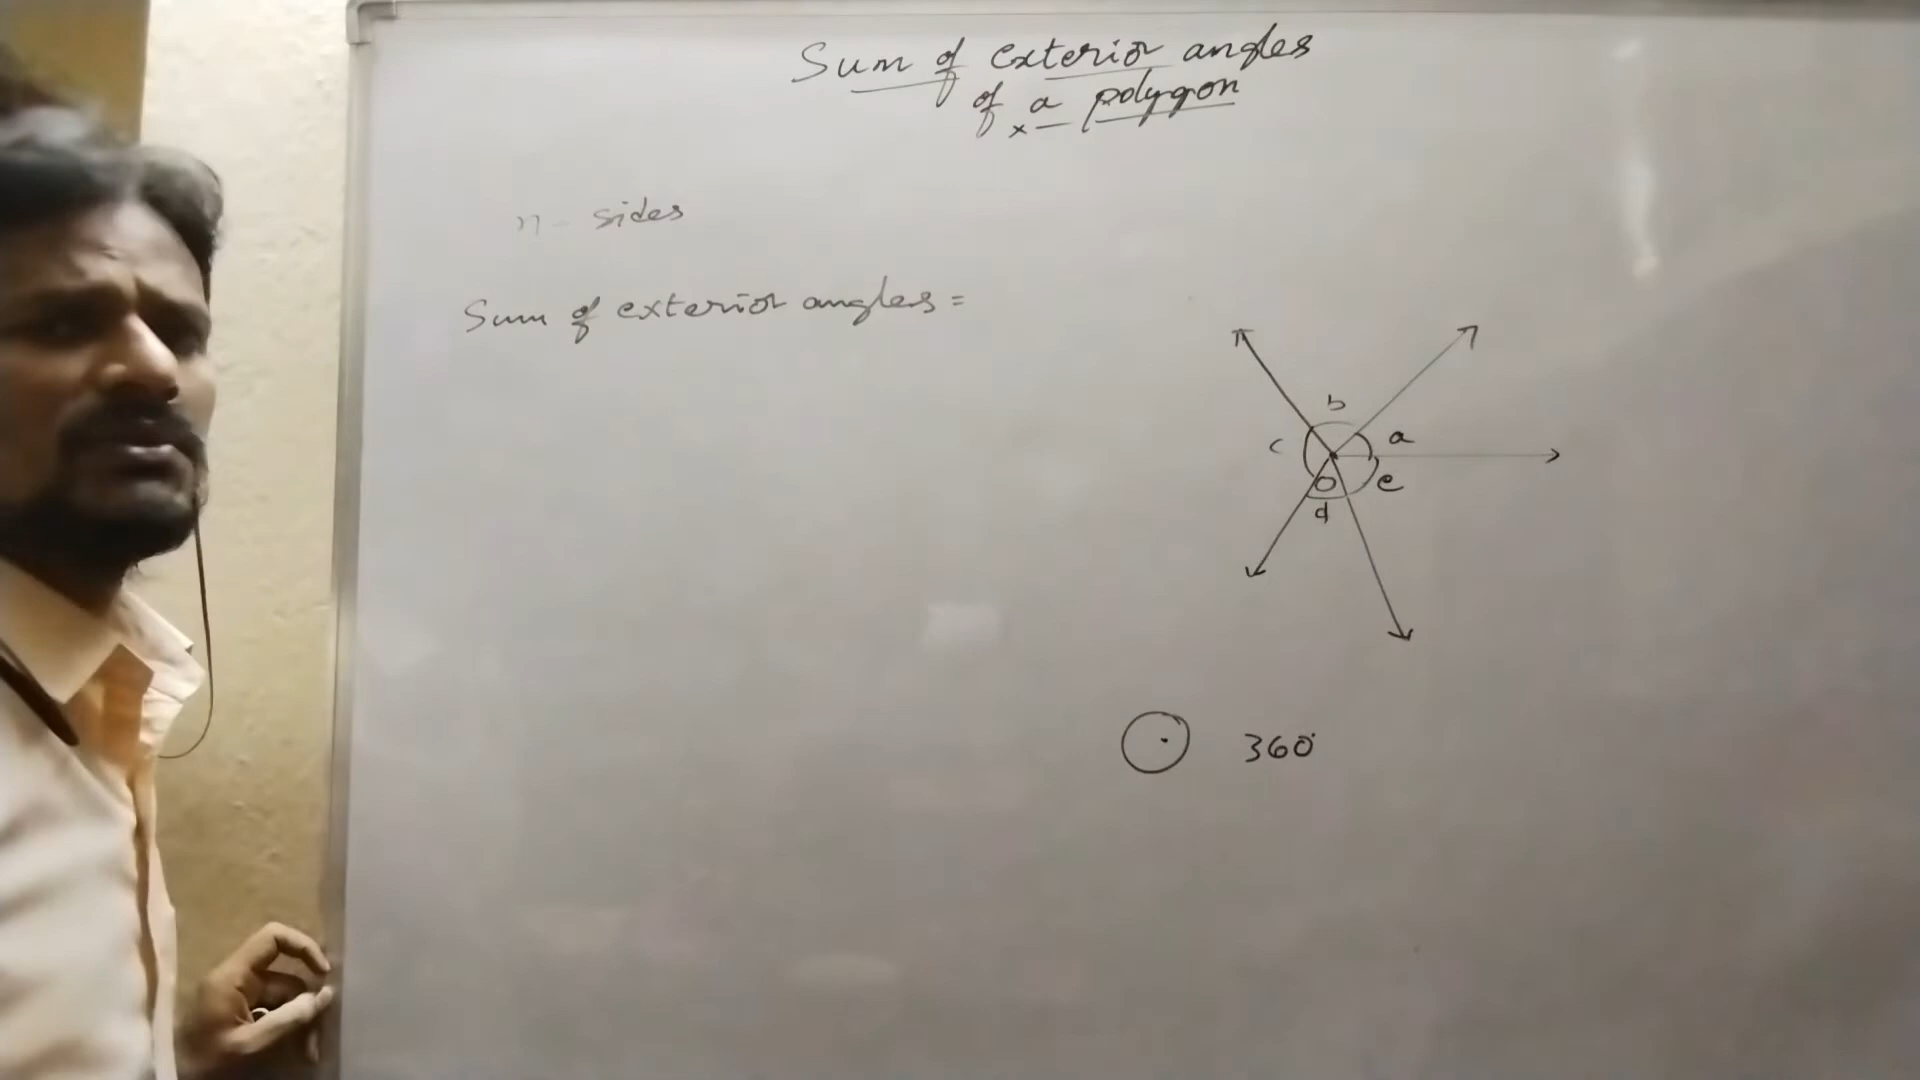 Sum of exterior angles
of a polygon
n - sides
Sum of exterior angles =
b
c
a
O
e
d
360°